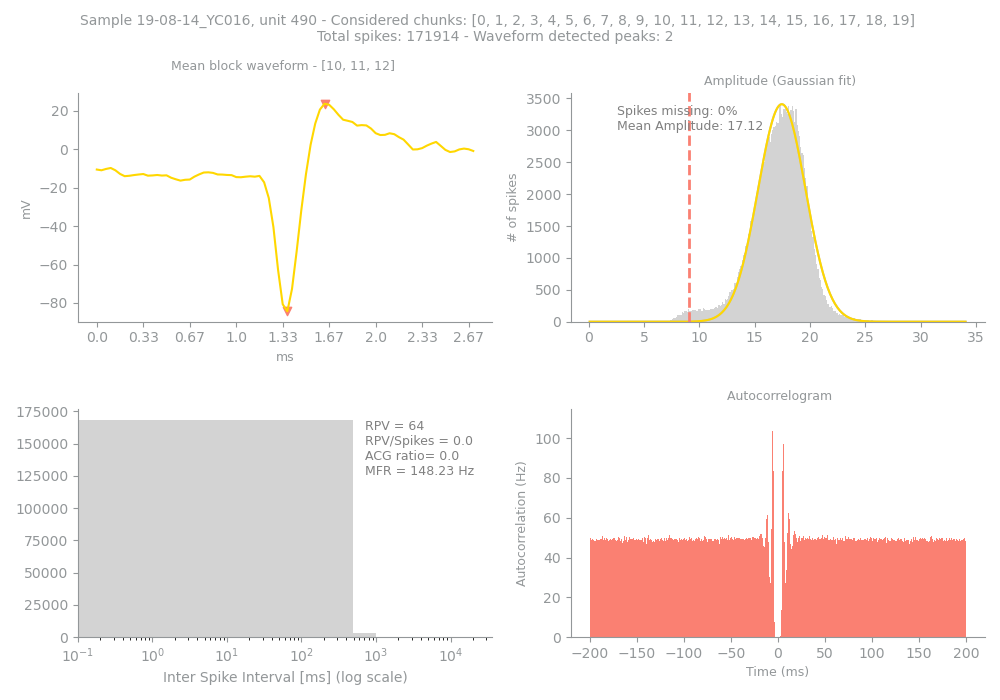 Sample 19-08-14_YC016, unit 490 - Considered chunks: [0, 1, 2, 3, 4, 5, 6, 7, 8, 9, 10, 11, 12, 13, 14, 15, 16, 17, 18, 19]
Total spikes: 171914 - Waveform detected peaks: 2
Mean block waveform - [10, 11, 12]
20
0
−20
−40
−60
−80
mV
0.0 0.33 0.67 1.0 1.33 1.67 2.0 2.33 2.67
ms
Amplitude (Gaussian fit)
Spikes missing: 0%
Mean Amplitude: 17.12
3500
3000
2500
2000
1500
1000
500
0
# of spikes
0 5 10 15 20 25 30 35
175000
150000
125000
100000
75000
50000
25000
0
RPV = 64
RPV/Spikes = 0.0
ACG ratio= 0.0
MFR = 148.23 Hz
10⁻¹ 10⁰ 10¹ 10² 10³ 10⁴
Inter Spike Interval [ms] (log scale)
Autocorrelogram
100
80
60
40
20
0
Autocorrelation (Hz)
−200 −150 −100 −50 0 50 100 150 200
Time (ms)